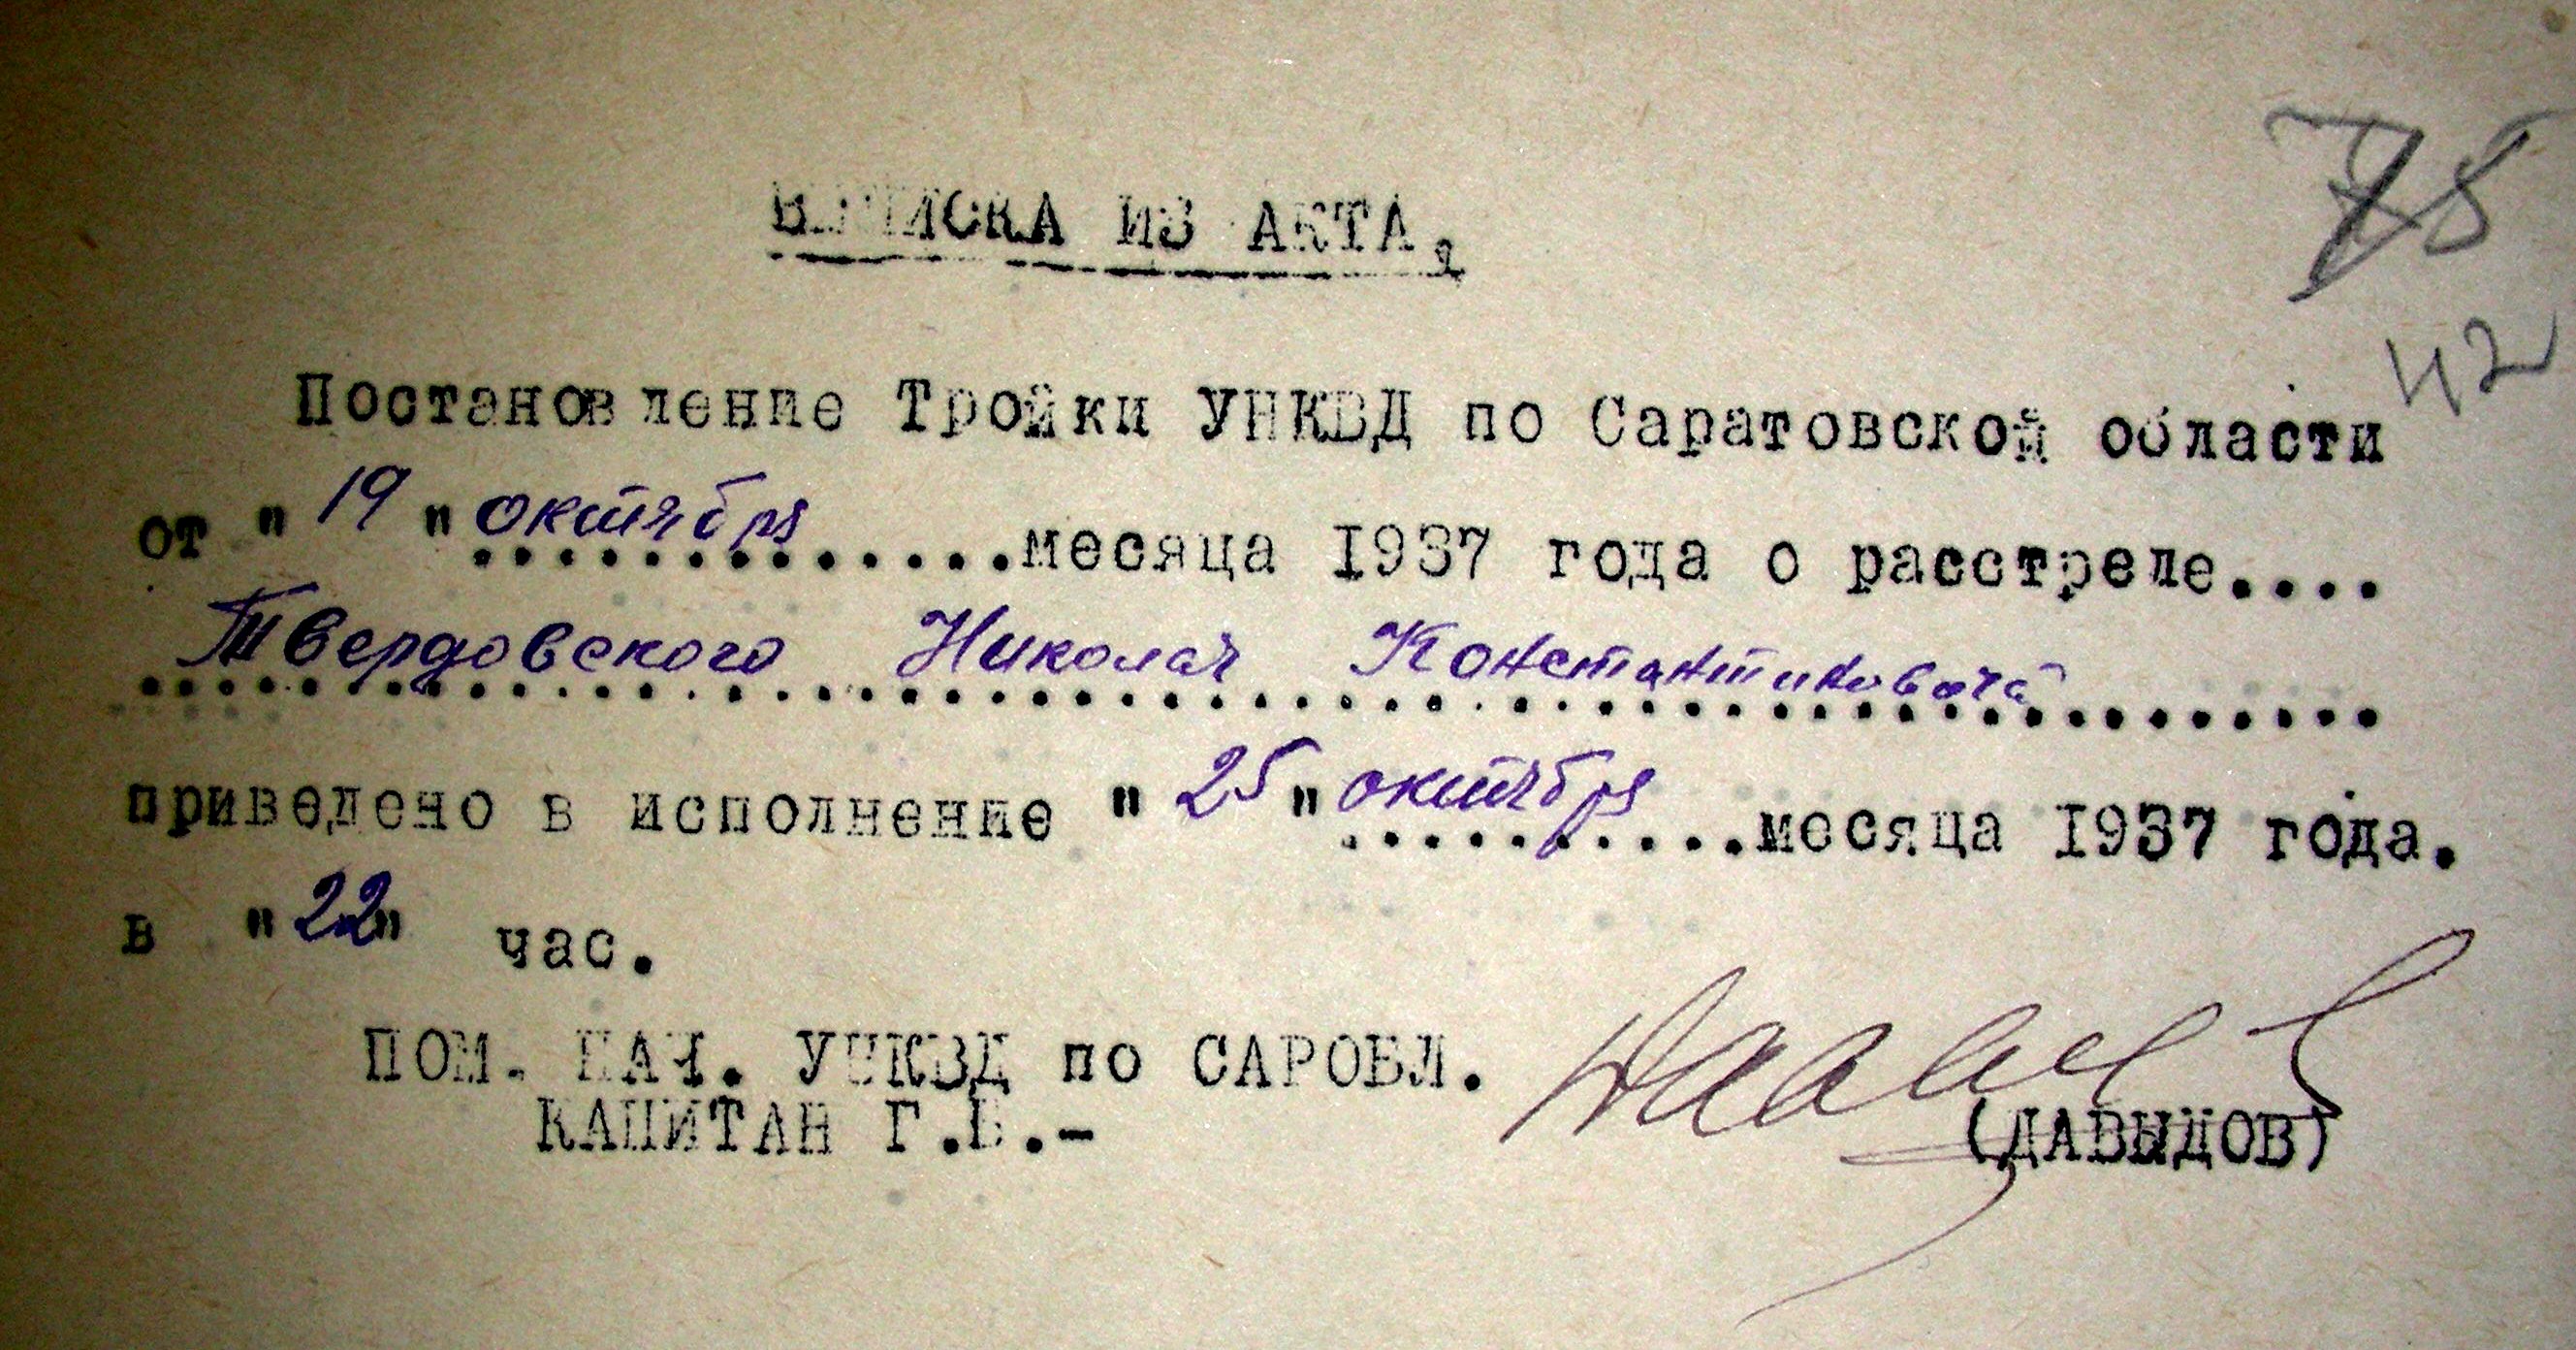 ВЫПИСКА ИЗ АКТА,
78
42
Постановление Тройки УНКВД по Саратовской области
от " 19 " октября..............месяца 1937 года о расстреле....
Твердовского Николая Константиновича
приведено в исполнение " 25 " октября..........месяца 1937 года.
в "22" час.
ПОМ. НАЧ. УНКВД по САРОБЛ.
КАПИТАН Г.Б.-
(ДАВЫДОВ)